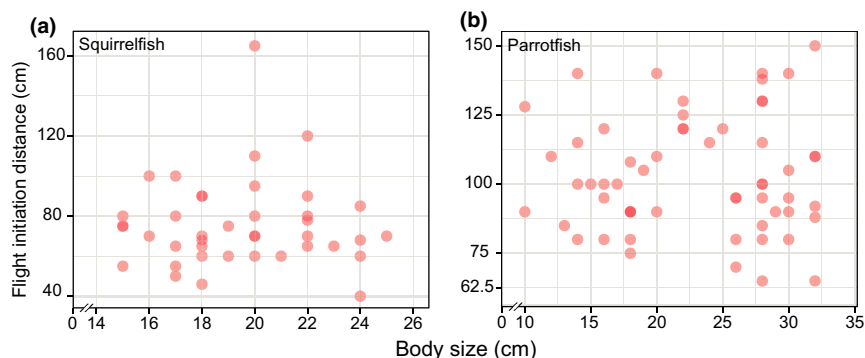 (a)
Squirrelfish
Flight initiation distance (cm)
160
120
80
40
0 14 16 18 20 22 24 26
(b)
Parrotfish
150
125
100
75
62.5
0 10 15 20 25 30 35
Body size (cm)